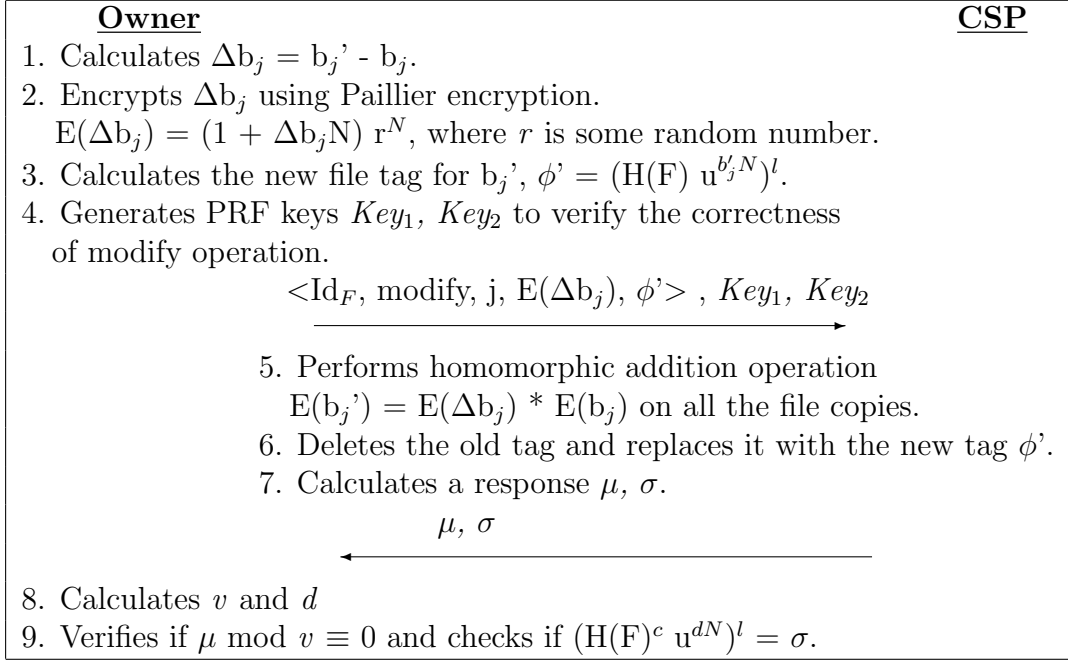 Owner CSP
1. Calculates Δb_j = b_j’ - b_j.
2. Encrypts Δb_j using Paillier encryption.
E(Δb_j) = (1 + Δb_jN) r^N, where r is some random number.
3. Calculates the new file tag for b_j’, ϕ’ = (H(F) u^{b′_jN})^l.
4. Generates PRF keys Key_1, Key_2 to verify the correctness
of modify operation.
<Id_F, modify, j, E(Δb_j), ϕ’> , Key_1, Key_2
5. Performs homomorphic addition operation
E(b_j’) = E(Δb_j) * E(b_j) on all the file copies.
6. Deletes the old tag and replaces it with the new tag ϕ’.
7. Calculates a response μ, σ.
μ, σ
8. Calculates v and d
9. Verifies if μ mod v ≡ 0 and checks if (H(F)^c u^{dN})^l = σ.